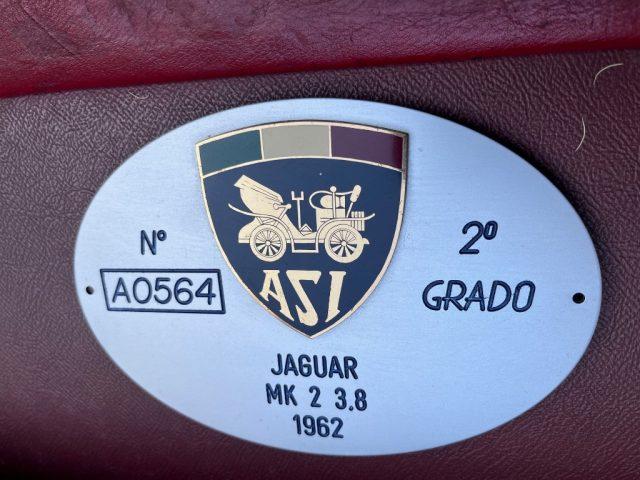 Nº
A0564
ASI
2º
GRADO
JAGUAR
MK 2 3.8
1962